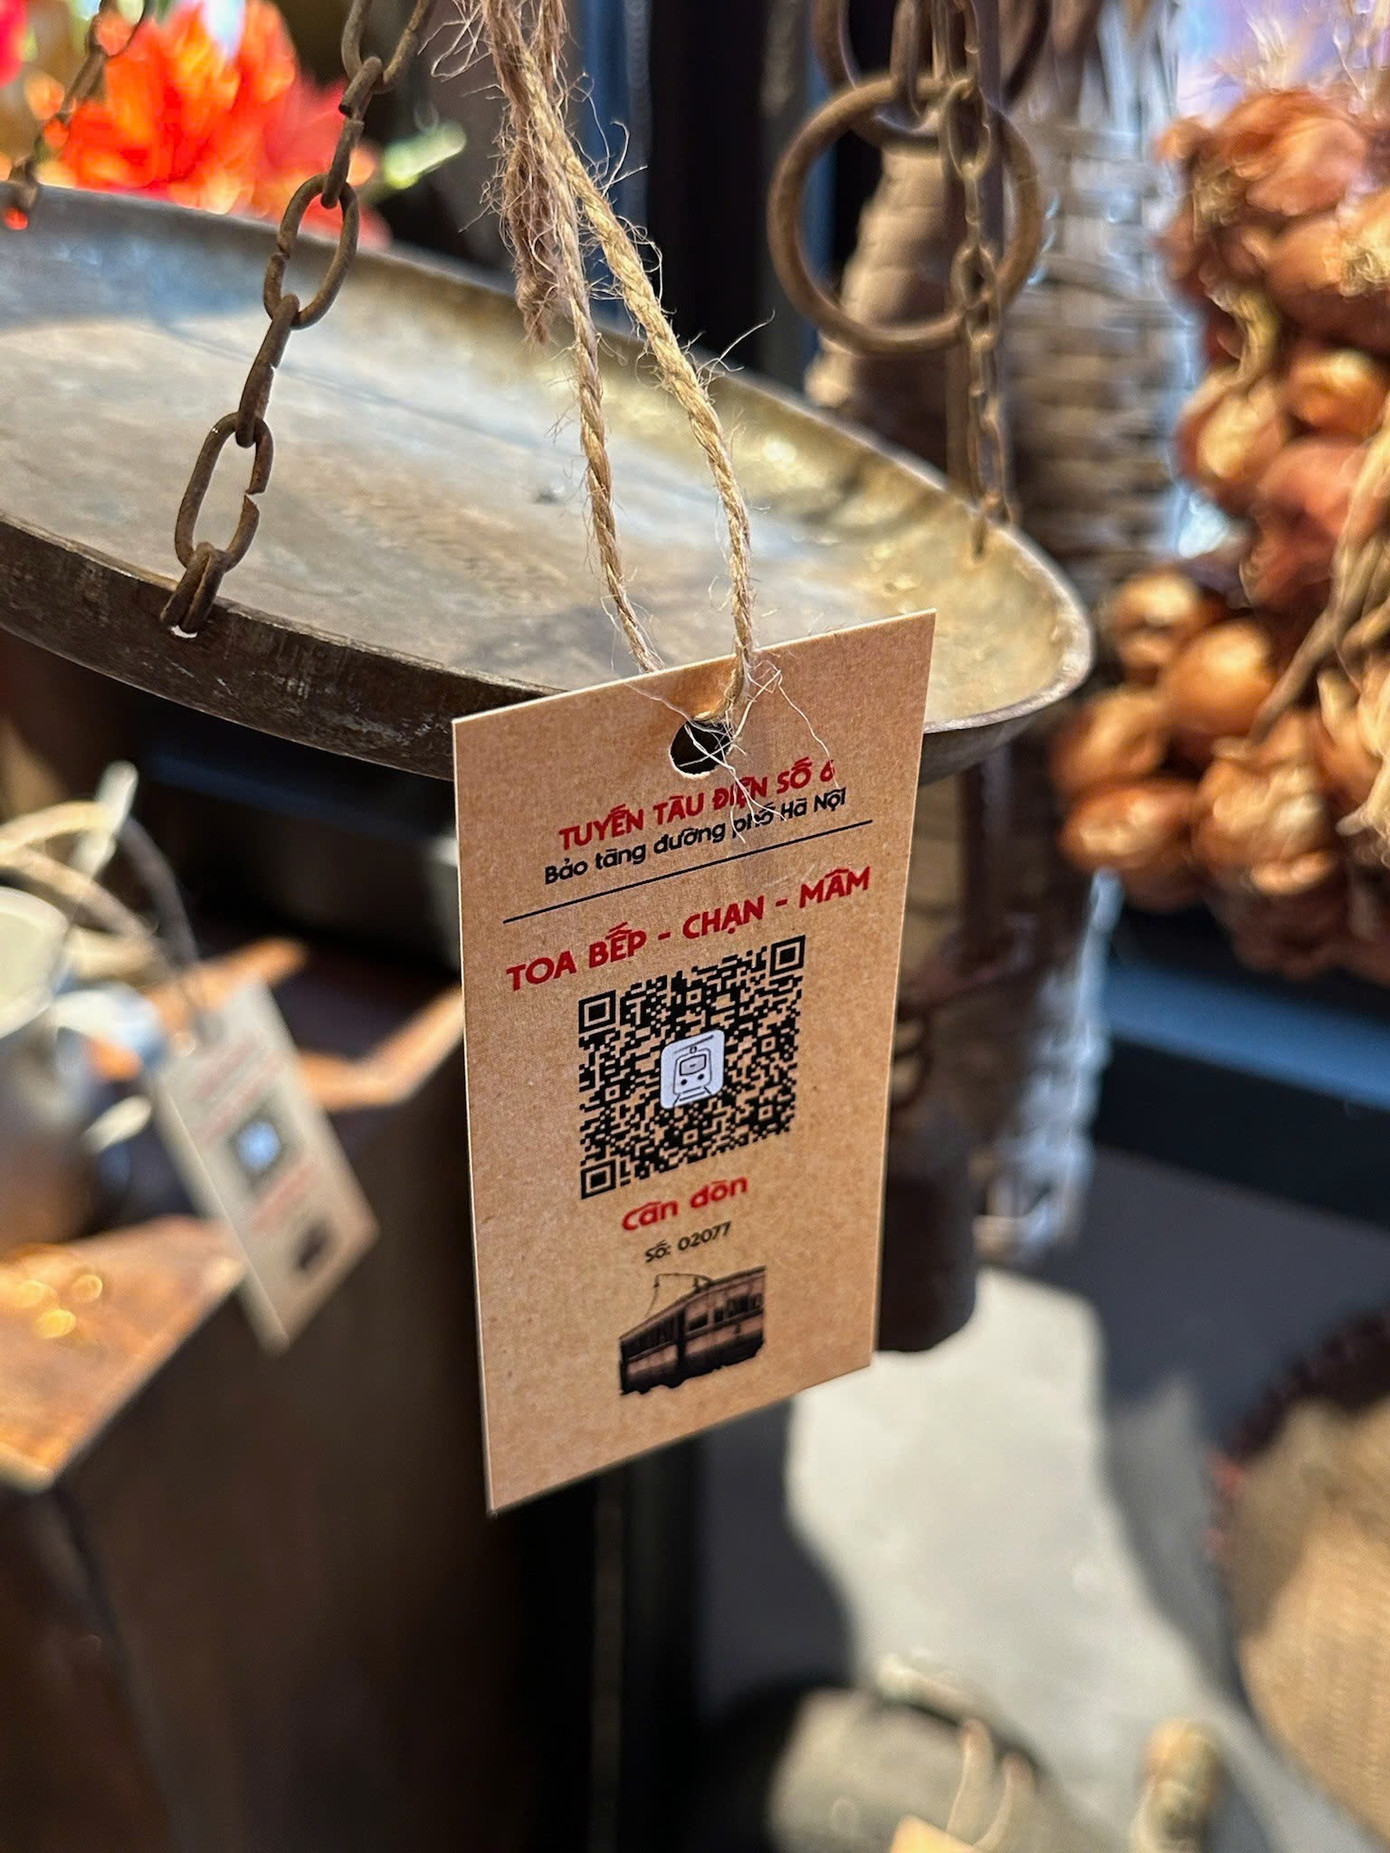 TUYẾN TÀU ĐIỆN SỐ 6
Bảo tàng đường phố Hà Nội
TOA BẾP - CHẠN - MÂM
Cân đòn
Số: 02077